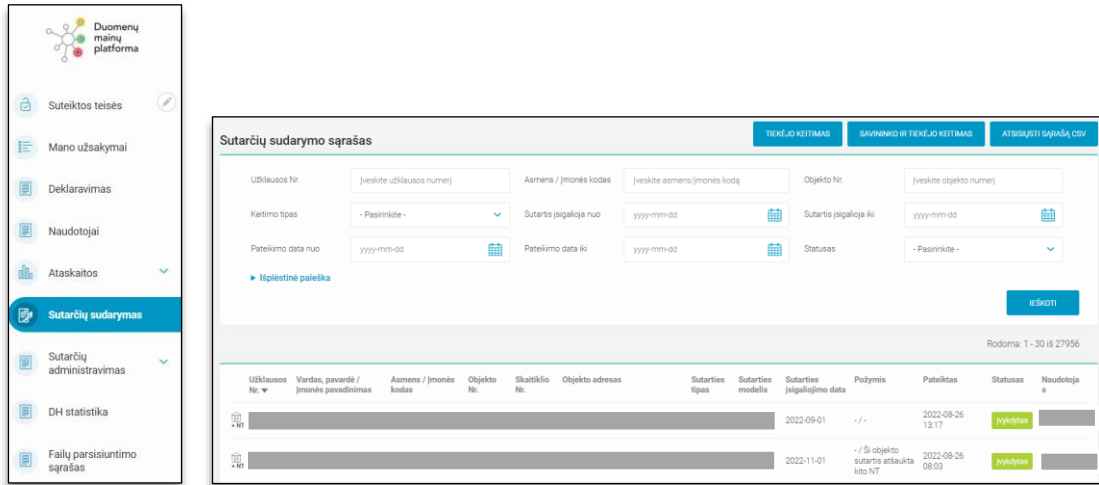 Duomenų
mainų
platforma
Suteiktos teisės
Mano užsakymai
Deklaravimas
Naudotojai
Ataskaitos
Sutarčių sudarymas
Sutarčių
administravimas
DH statistika
Failų parsisiuntimo
sąrašas
Sutarčių sudarymo sąrašas
TIEKĖJO KEITIMAS SAVININKO IR TIEKĖJO KEITIMAS ATSISIŲSTI SĄRAŠĄ CSV
Užklausos Nr. Įveskite užklausos numerį Asmens / Įmonės kodas Įveskite asmens/įmonės kodą Objekto Nr. Įveskite objekto numerį
Keitimo tipas - Pasirinkite - Sutartis įsigalioja nuo yyyy-mm-dd Sutartis įsigalioja iki yyyy-mm-dd
Pateikimo data nuo yyyy-mm-dd Pateikimo data iki yyyy-mm-dd Statusas - Pasirinkite -
► Išplėstinė paieška
IEŠKOTI
Rodoma: 1 - 30 iš 27956
Užklausos Vardas, pavardė / Asmens / Įmonės Objekto Skaitiklio Objekto adresas Sutarties Sutarties Sutarties Požymis Pateiktas Statusas Naudotoja
Nr. ▼ Įmonės pavadinimas kodas Nr. Nr. tipas modelis įsigaliojimo data s
+ NT 2022-09-01 - / - 2022-08-26 13:17 Įvykdytas
+ NT 2022-11-01 - / Ši objekto sutartis atšaukta kito NT 2022-08-26 08:03 Įvykdytas